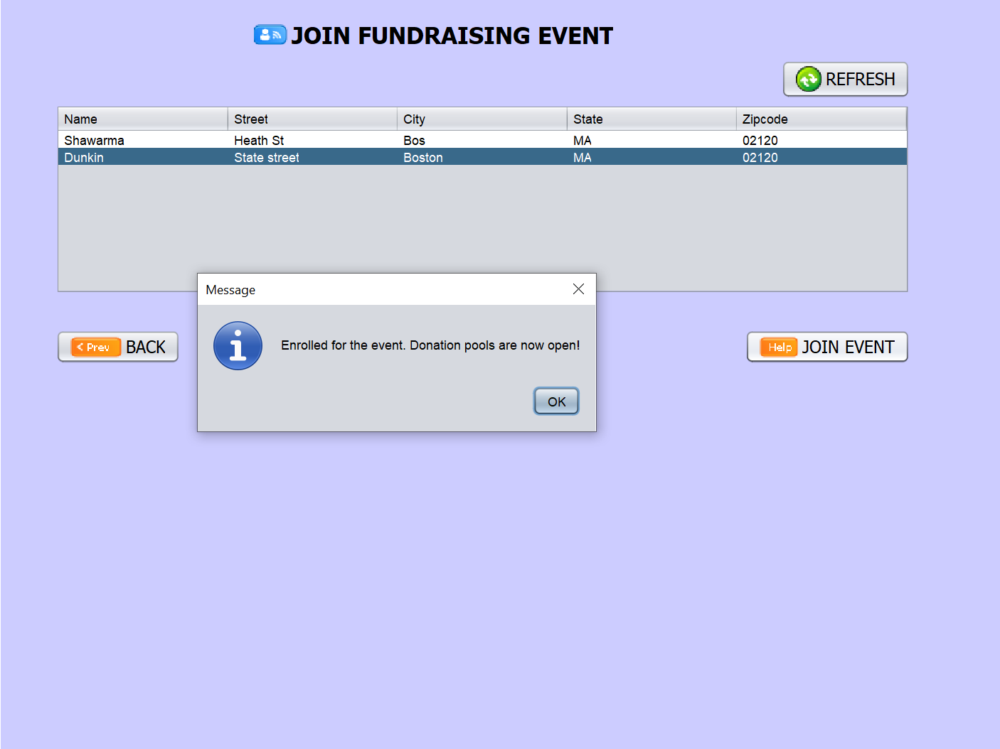 JOIN FUNDRAISING EVENT
REFRESH
Name Street City State Zipcode
Shawarma Heath St Bos MA 02120
Dunkin State street Boston MA 02120
Message
Enrolled for the event. Donation pools are now open!
OK
< Prev BACK
Help JOIN EVENT